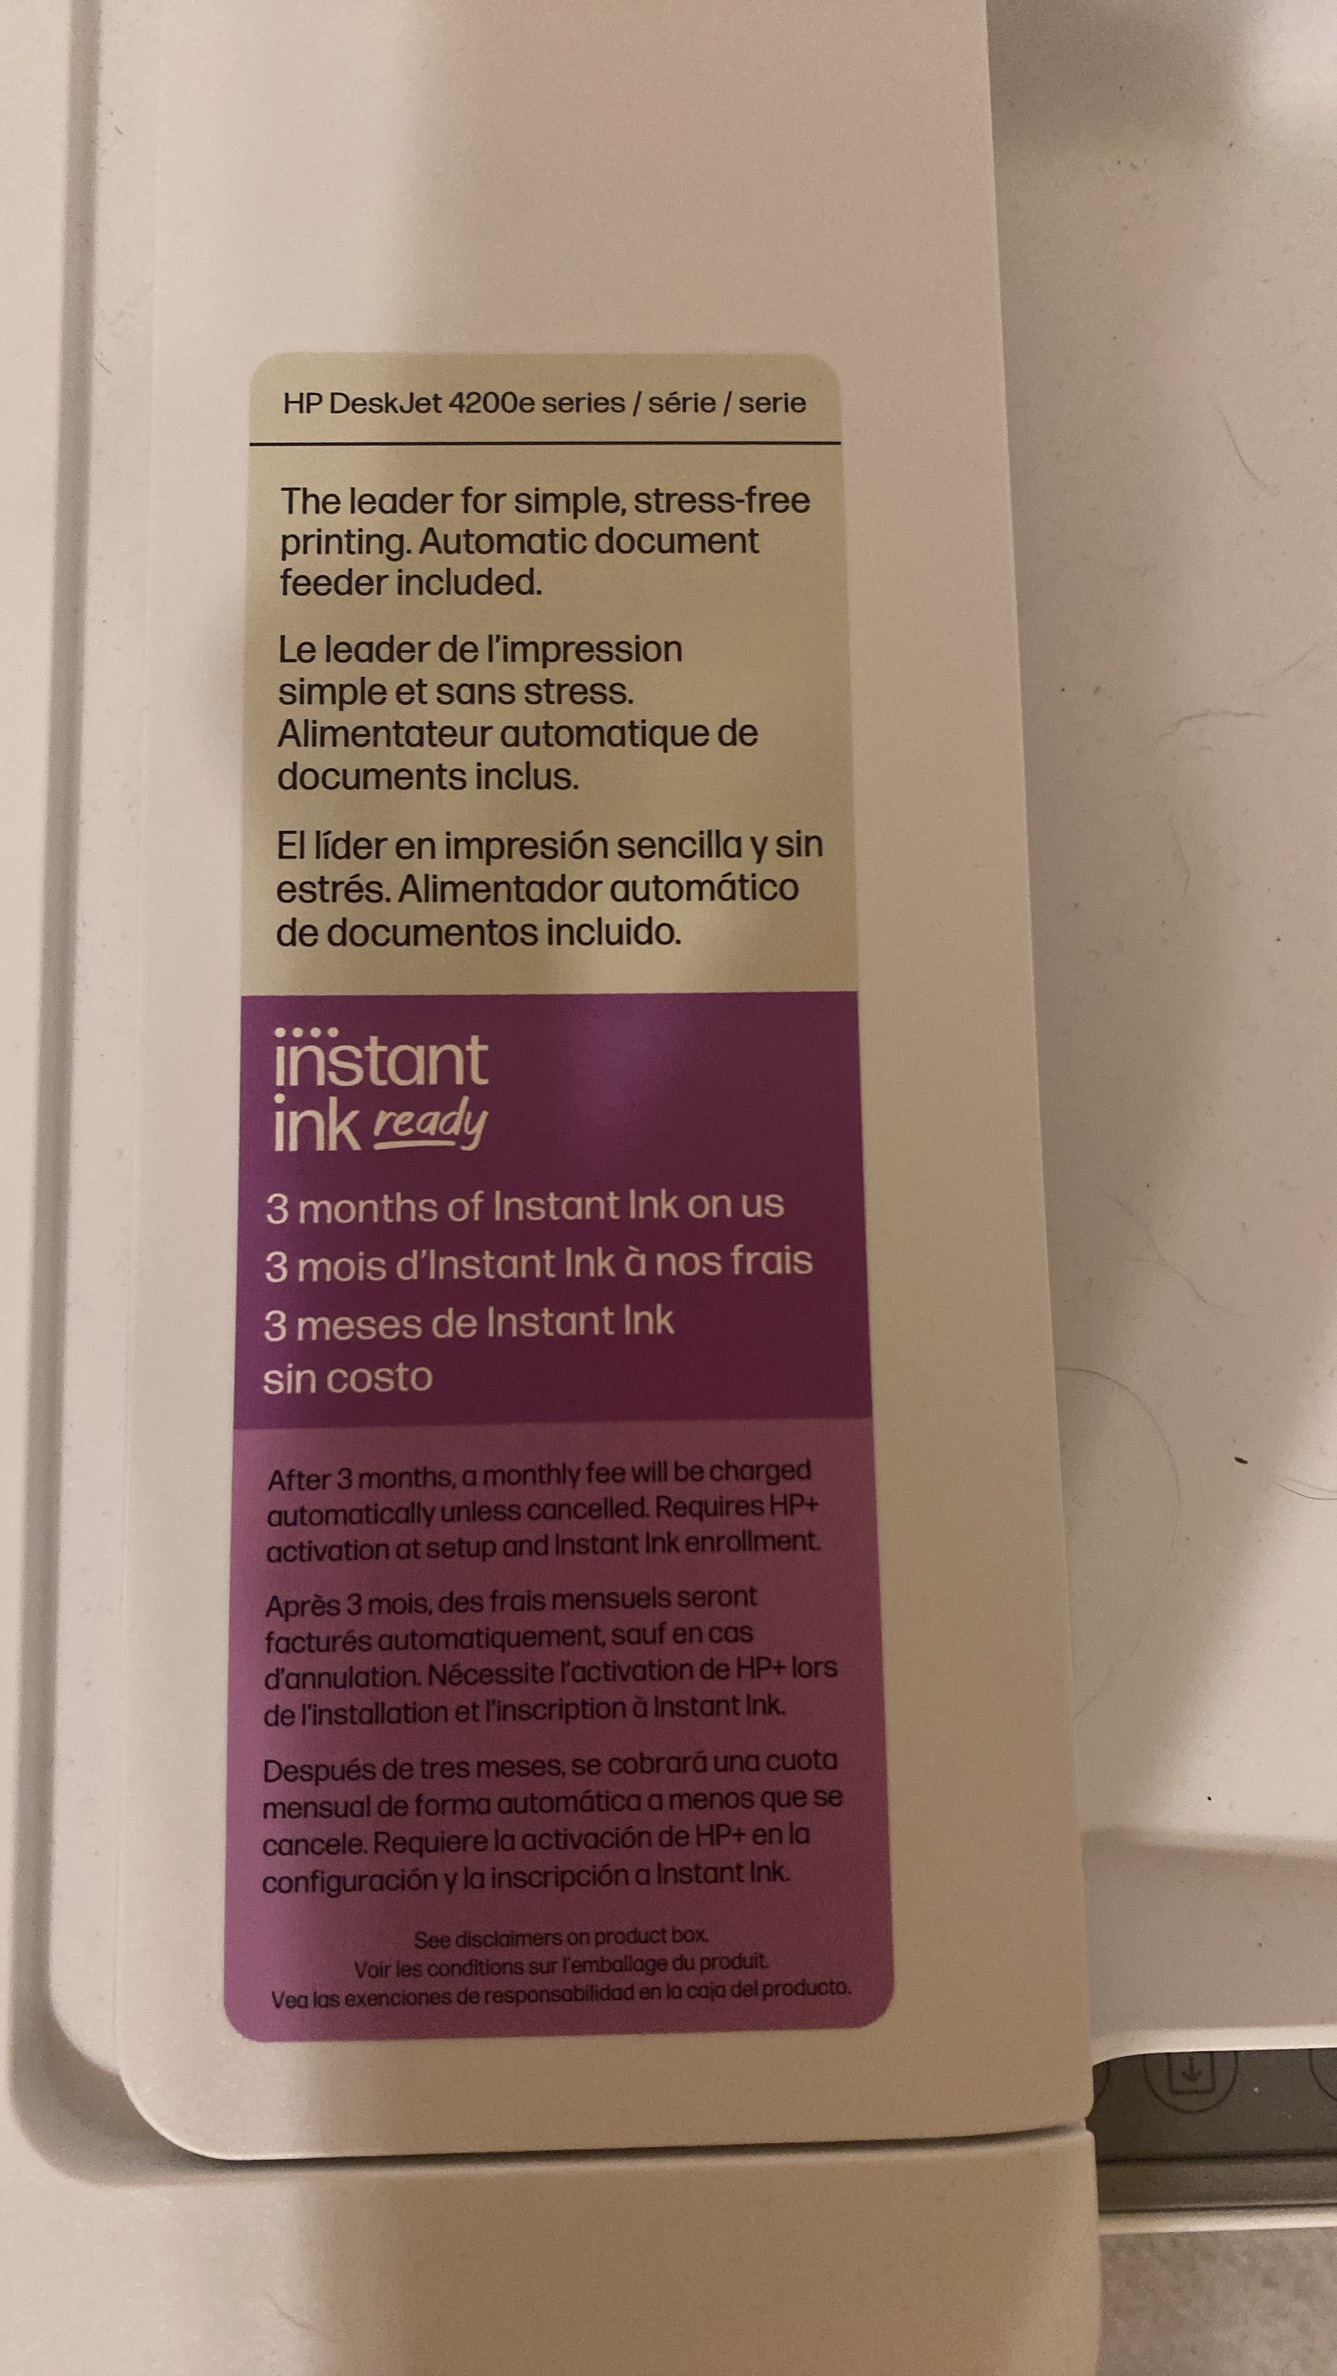 HP DeskJet 4200e series / série / serie
The leader for simple, stress-free
printing. Automatic document
feeder included.
Le leader de l'impression
simple et sans stress.
Alimentateur automatique de
documents inclus.
El líder en impresión sencilla y sin
estrés. Alimentador automático
de documentos incluido.
instant
ink ready
3 months of Instant Ink on us
3 mois d'Instant Ink à nos frais
3 meses de Instant Ink
sin costo
After 3 months, a monthly fee will be charged
automatically unless cancelled. Requires HP+
activation at setup and Instant Ink enrollment.
Après 3 mois, des frais mensuels seront
facturés automatiquement, sauf en cas
d'annulation. Nécessite l'activation de HP+ lors
de l'installation et l'inscription à Instant Ink.
Después de tres meses, se cobrará una cuota
mensual de forma automática a menos que se
cancele. Requiere la activación de HP+ en la
configuración y la inscripción a Instant Ink.
See disclaimers on product box.
Voir les conditions sur l'emballage du produit.
Vea las exenciones de responsabilidad en la caja del producto.